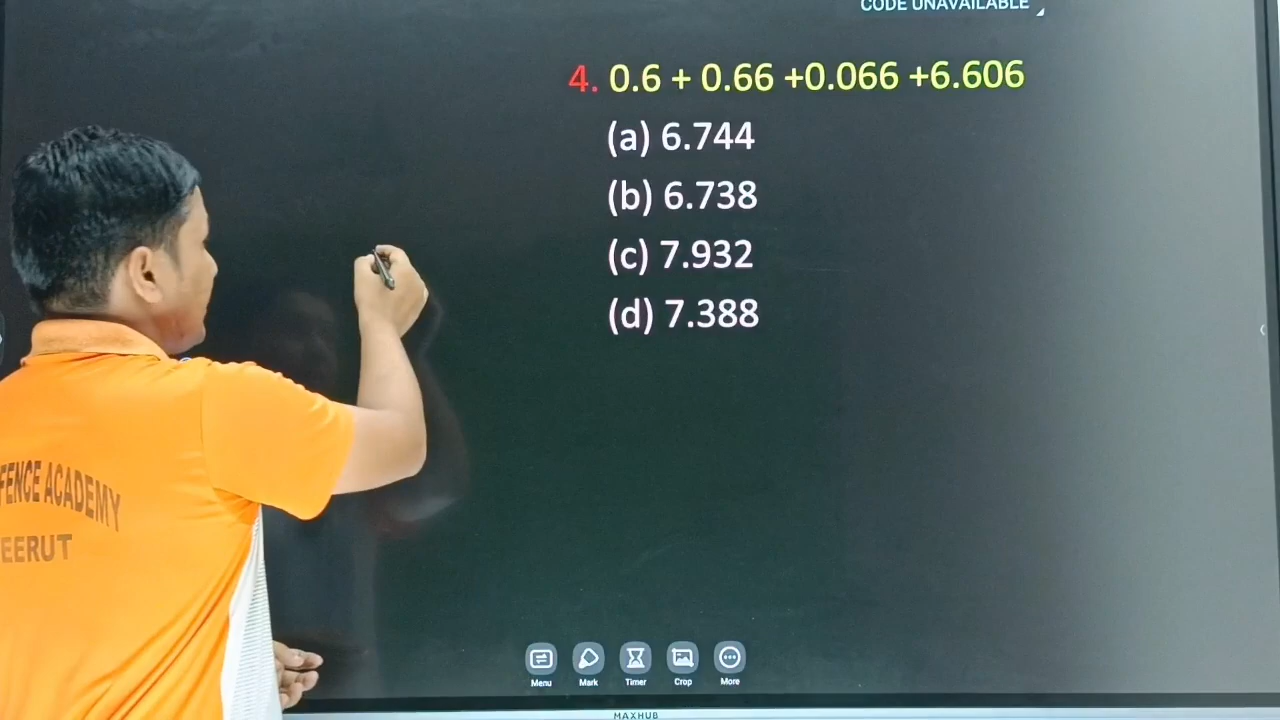 CODE UNAVAILABLE
4. 0.6 + 0.66 +0.066 +6.606
(a) 6.744
(b) 6.738
(c) 7.932
(d) 7.388
FENCE ACADEMY
EERUT
Menu Mark Timer Crop More
MAXHUB